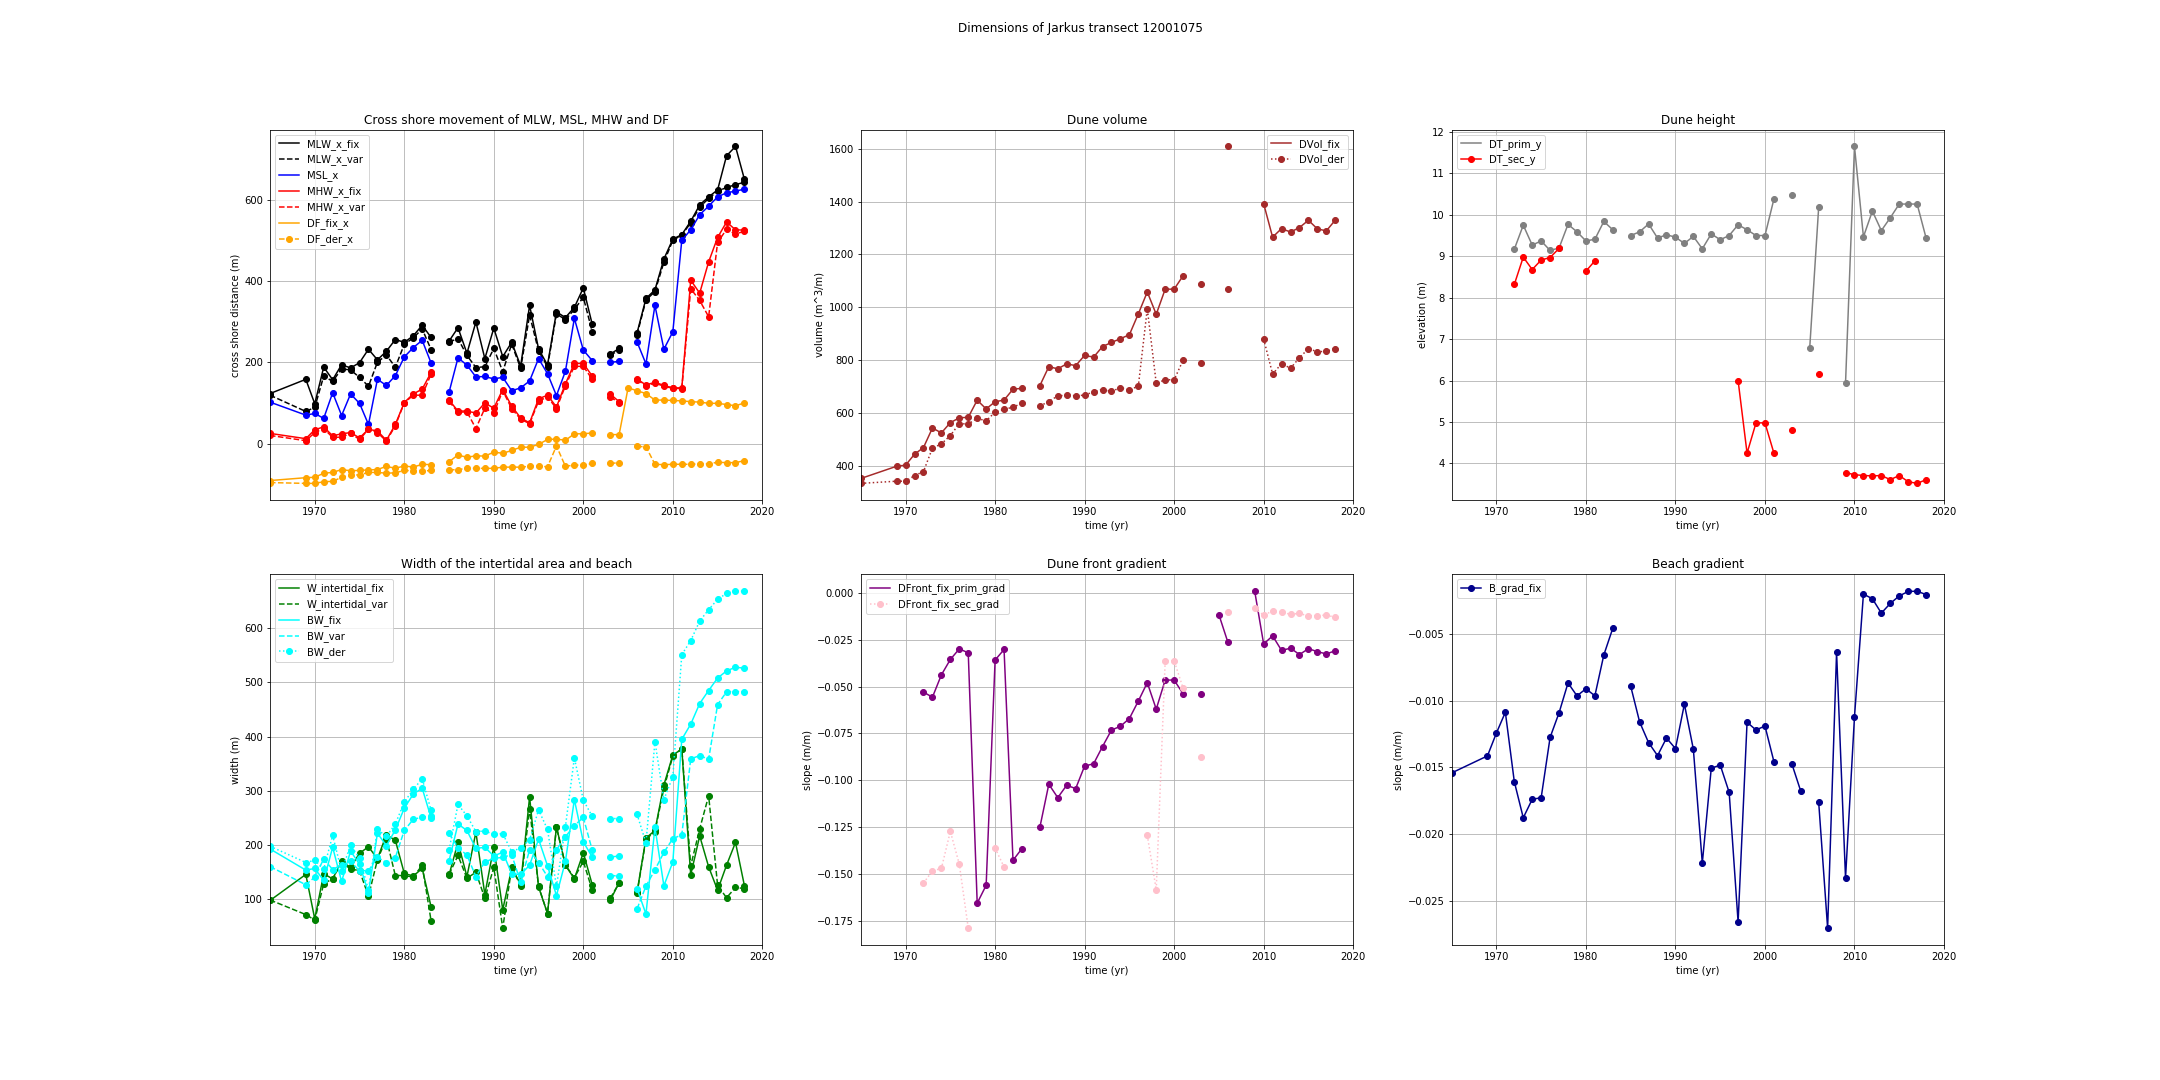 Dimensions of Jarkus transect 12001075
Cross shore movement of MLW, MSL, MHW and DF
MLW_x_fix
MLW_x_var
MSL_x
MHW_x_fix
MHW_x_var
DF_fix_x
DF_der_x
cross shore distance (m)
600
400
200
0
1970
1980
1990
2000
2010
2020
time (yr)
Dune volume
DVol_fix
DVol_der
volume (m^3/m)
1600
1400
1200
1000
800
600
400
1970
1980
1990
2000
2010
2020
time (yr)
Dune height
DT_prim_y
DT_sec_y
elevation (m)
12
11
10
9
8
7
6
5
4
1970
1980
1990
2000
2010
2020
time (yr)
Width of the intertidal area and beach
W_intertidal_fix
W_intertidal_var
BW_fix
BW_var
BW_der
width (m)
600
500
400
300
200
100
1970
1980
1990
2000
2010
2020
time (yr)
Dune front gradient
DFront_fix_prim_grad
DFront_fix_sec_grad
slope (m/m)
0.000
−0.025
−0.050
−0.075
−0.100
−0.125
−0.150
−0.175
1970
1980
1990
2000
2010
2020
time (yr)
Beach gradient
B_grad_fix
slope (m/m)
−0.005
−0.010
−0.015
−0.020
−0.025
1970
1980
1990
2000
2010
2020
time (yr)